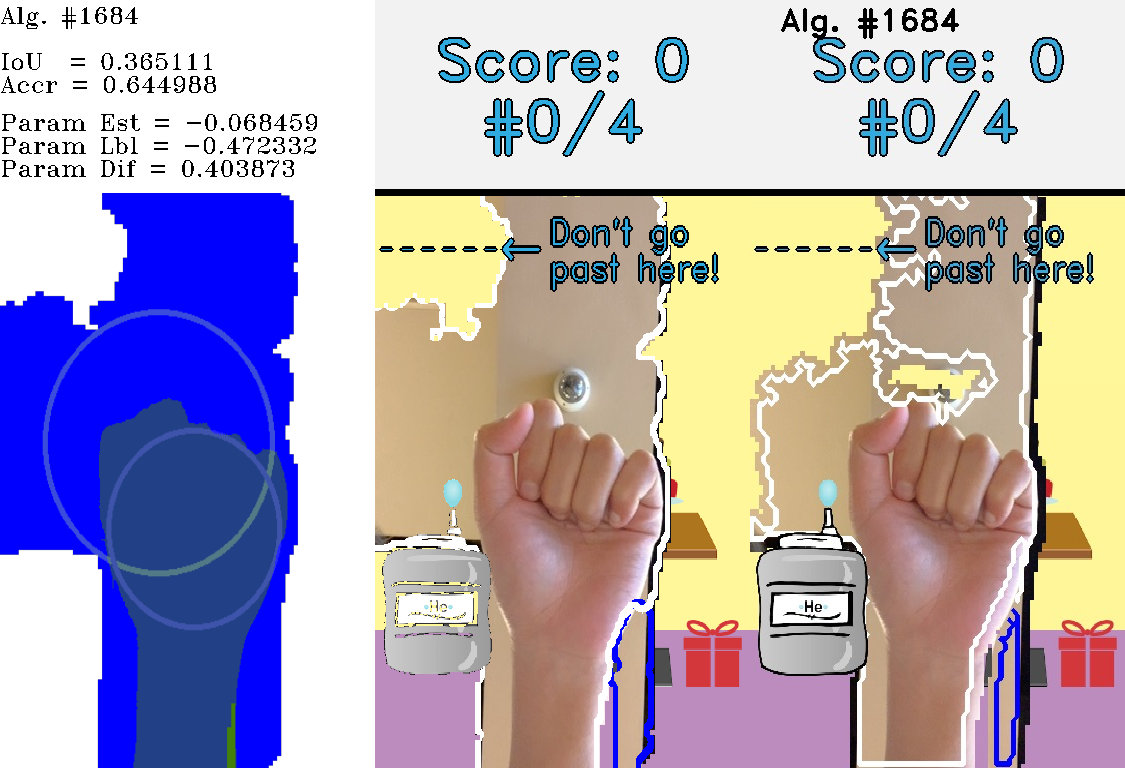 Alg. #1684
IoU = 0.365111
Accr = 0.644988
Param Est = -0.068459
Param Lbl = -0.472332
Param Dif = 0.403873
Score: 0
#0/4
Don't go
past here!
He
Alg. #1684
Score: 0
#0/4
Don't go
past here!
He